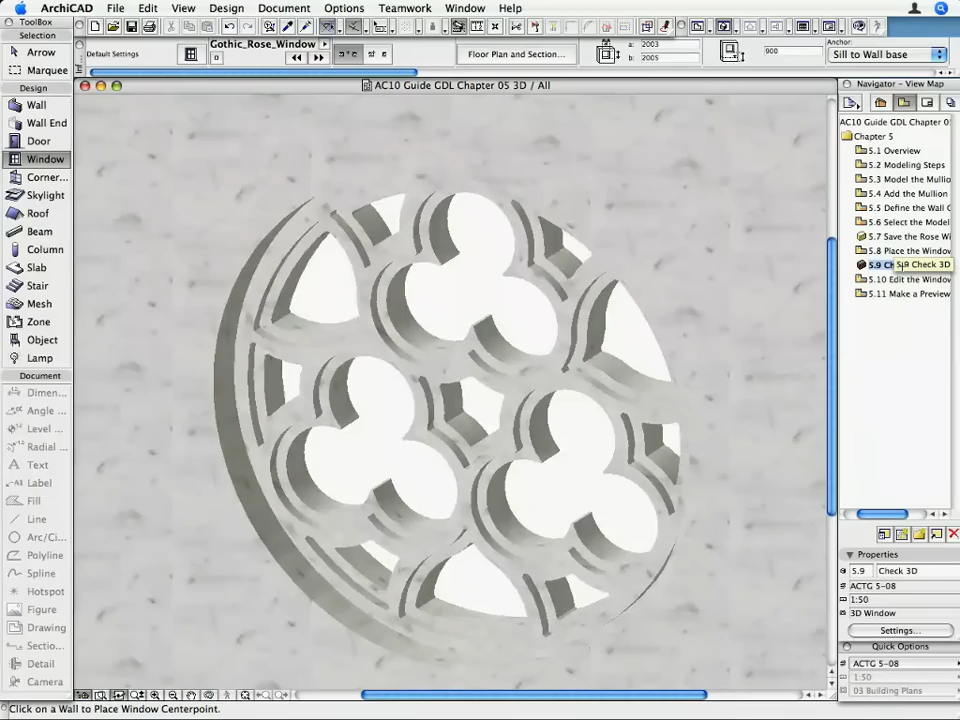 ArchiCAD File Edit View Design Document Options Teamwork Window Help
ToolBox
Selection
Arrow
Marquee
Design
Wall
Wall End
Door
Window
Corner...
Skylight
Roof
Beam
Column
Slab
Stair
Mesh
Zone
Object
Lamp
Document
Dimen...
Angle ...
Level ...
Radial ...
Text
Label
Fill
Line
Arc/Ci...
Polyline
Spline
Hotspot
Figure
Drawing
Sectio...
Detail
Camera
Default Settings
Gothic_Rose_Window
Floor Plan and Section...
a: 2003
b: 2005
900
Anchor:
Sill to Wall base
AC10 Guide GDL Chapter 05 3D / All
Navigator - View Map
AC10 Guide GDL Chapter 05
Chapter 5
5.1 Overview
5.2 Modeling Steps
5.3 Model the Mullio
5.4 Add the Mullion
5.5 Define the Wall C
5.6 Select the Model
5.7 Save the Rose Wi
5.8 Place the Window
5.9 Ch
5.9 Check 3D
5.10 Edit the Window
5.11 Make a Preview
Properties
5.9 Check 3D
ACTG 5-08
1:50
3D Window
Settings...
Quick Options
ACTG 5-08
1:50
03 Building Plans
Click on a Wall to Place Window Centerpoint.